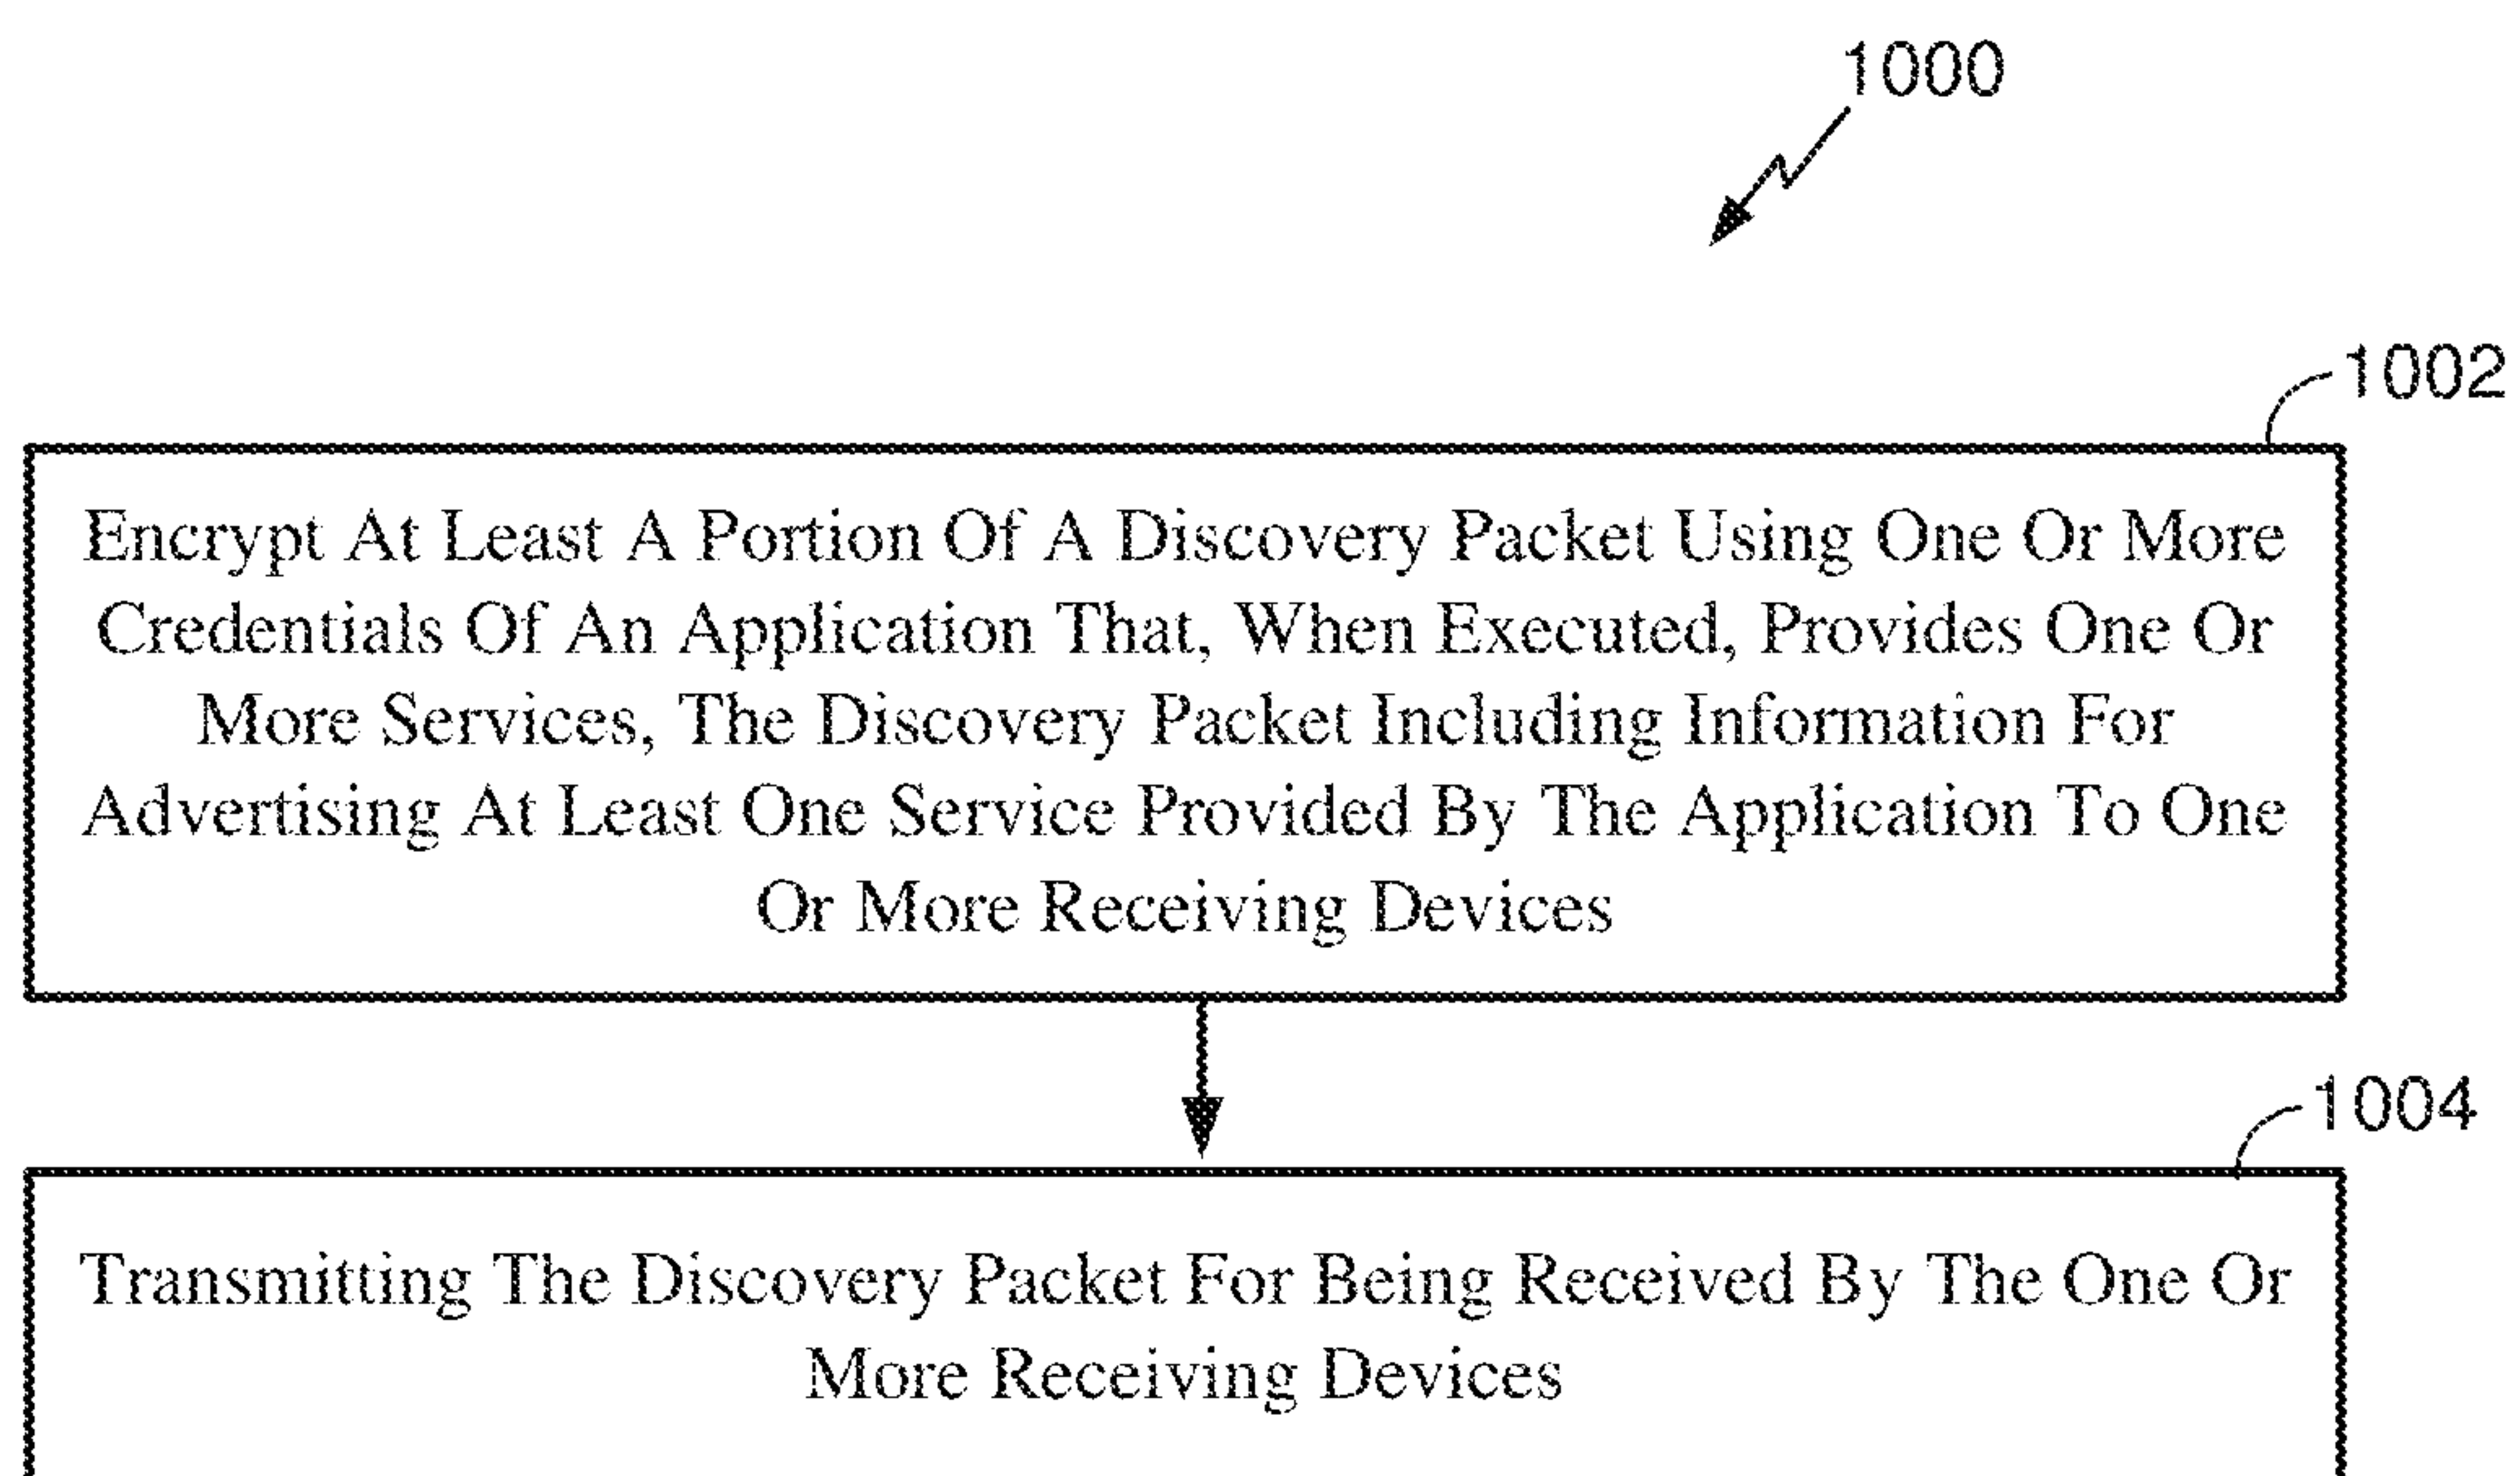 1000
1002
Encrypt At Least A Portion Of A Discovery Packet Using One Or More
Credentials Of An Application That, When Executed, Provides One Or
More Services, The Discovery Packet Including Information For
Advertising At Least One Service Provided By The Application To One
Or More Receiving Devices
1004
Transmitting The Discovery Packet For Being Received By The One Or
More Receiving Devices